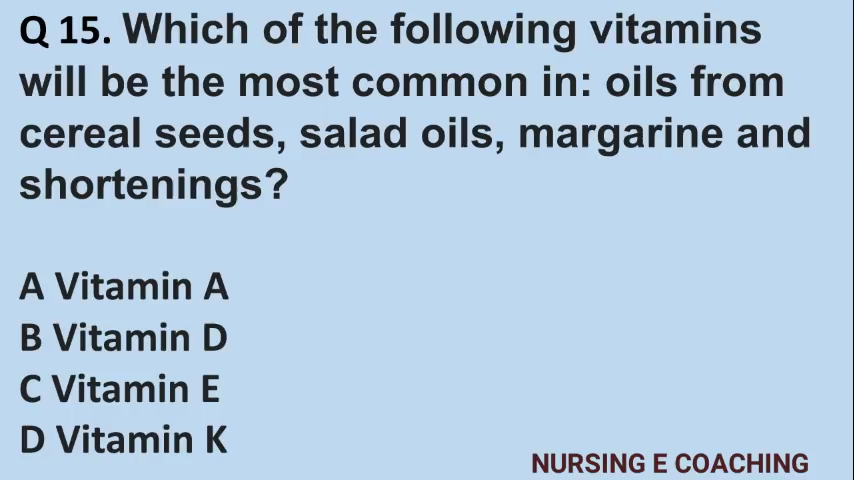 Q 15. Which of the following vitamins
will be the most common in: oils from
cereal seeds, salad oils, margarine and
shortenings?
A Vitamin A
B Vitamin D
C Vitamin E
D Vitamin K
NURSING E COACHING